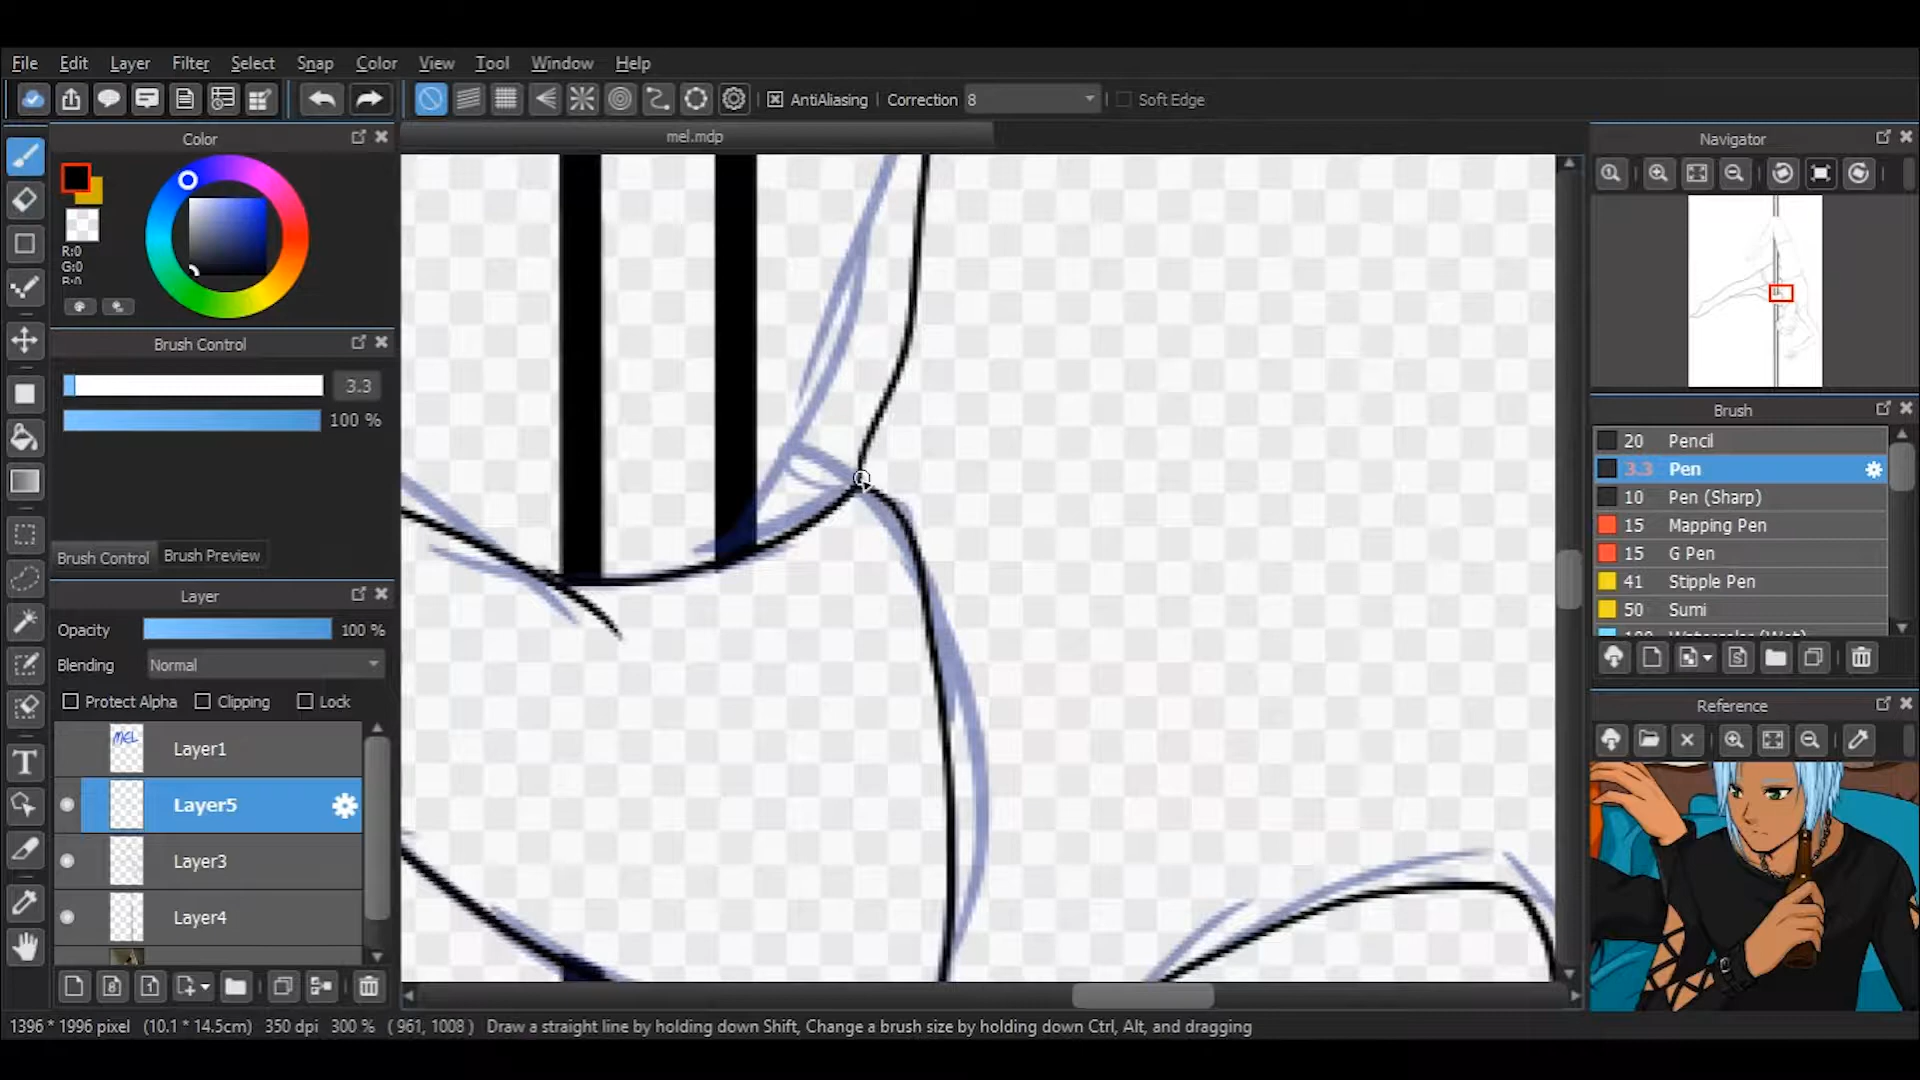 File Edit Layer Filter Select Snap Color View Tool Window Help
AntiAliasing Correction 8 Soft Edge
Color
mel.mdp
Navigator
R:0
G:0
B:0
Brush Control
3.3
100 %
Brush Control Brush Preview
Layer
Opacity 100 %
Blending Normal
Protect Alpha Clipping Lock
MEL Layer1
Layer5
Layer3
Layer4
Brush
20 Pencil
3.3 Pen
10 Pen (Sharp)
15 Mapping Pen
15 G Pen
41 Stipple Pen
50 Sumi
100 Watercolor (Wet)
Reference
1396 * 1996 pixel (10.1 * 14.5cm) 350 dpi 300 % ( 961, 1008 ) Draw a straight line by holding down Shift, Change a brush size by holding down Ctrl, Alt, and dragging